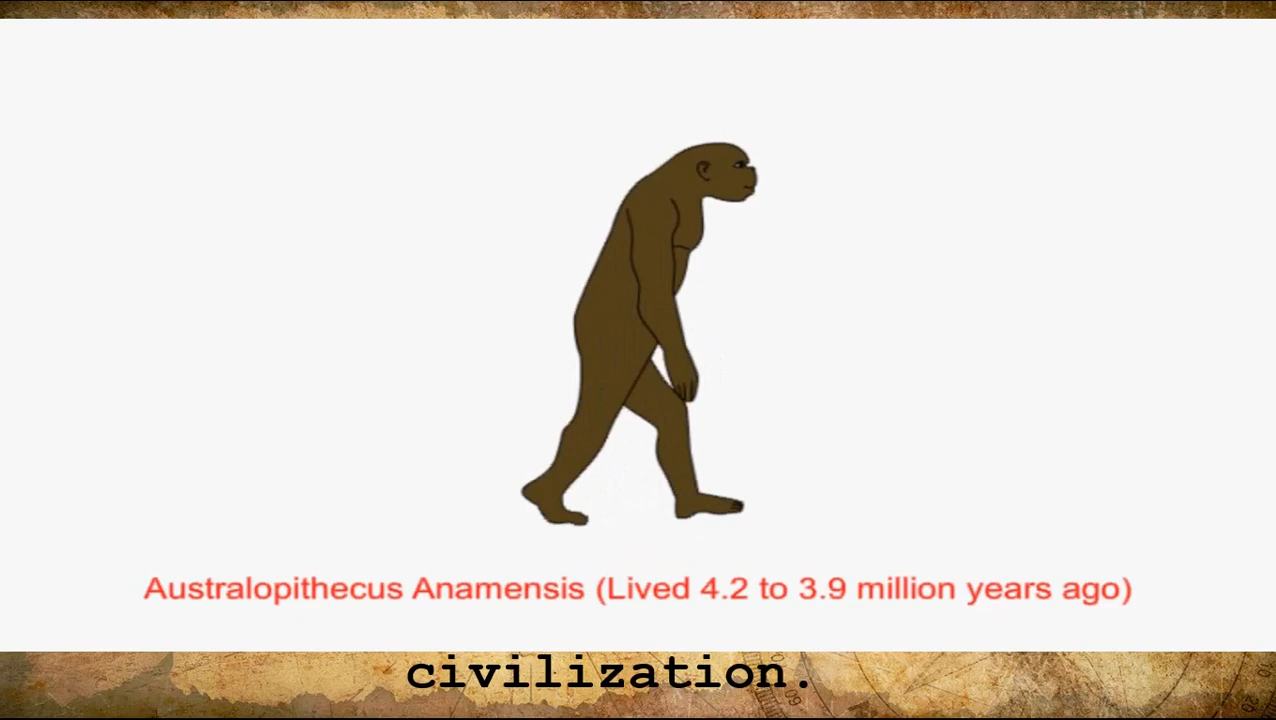 Australopithecus Anamensis (Lived 4.2 to 3.9 million years ago)
civilization.